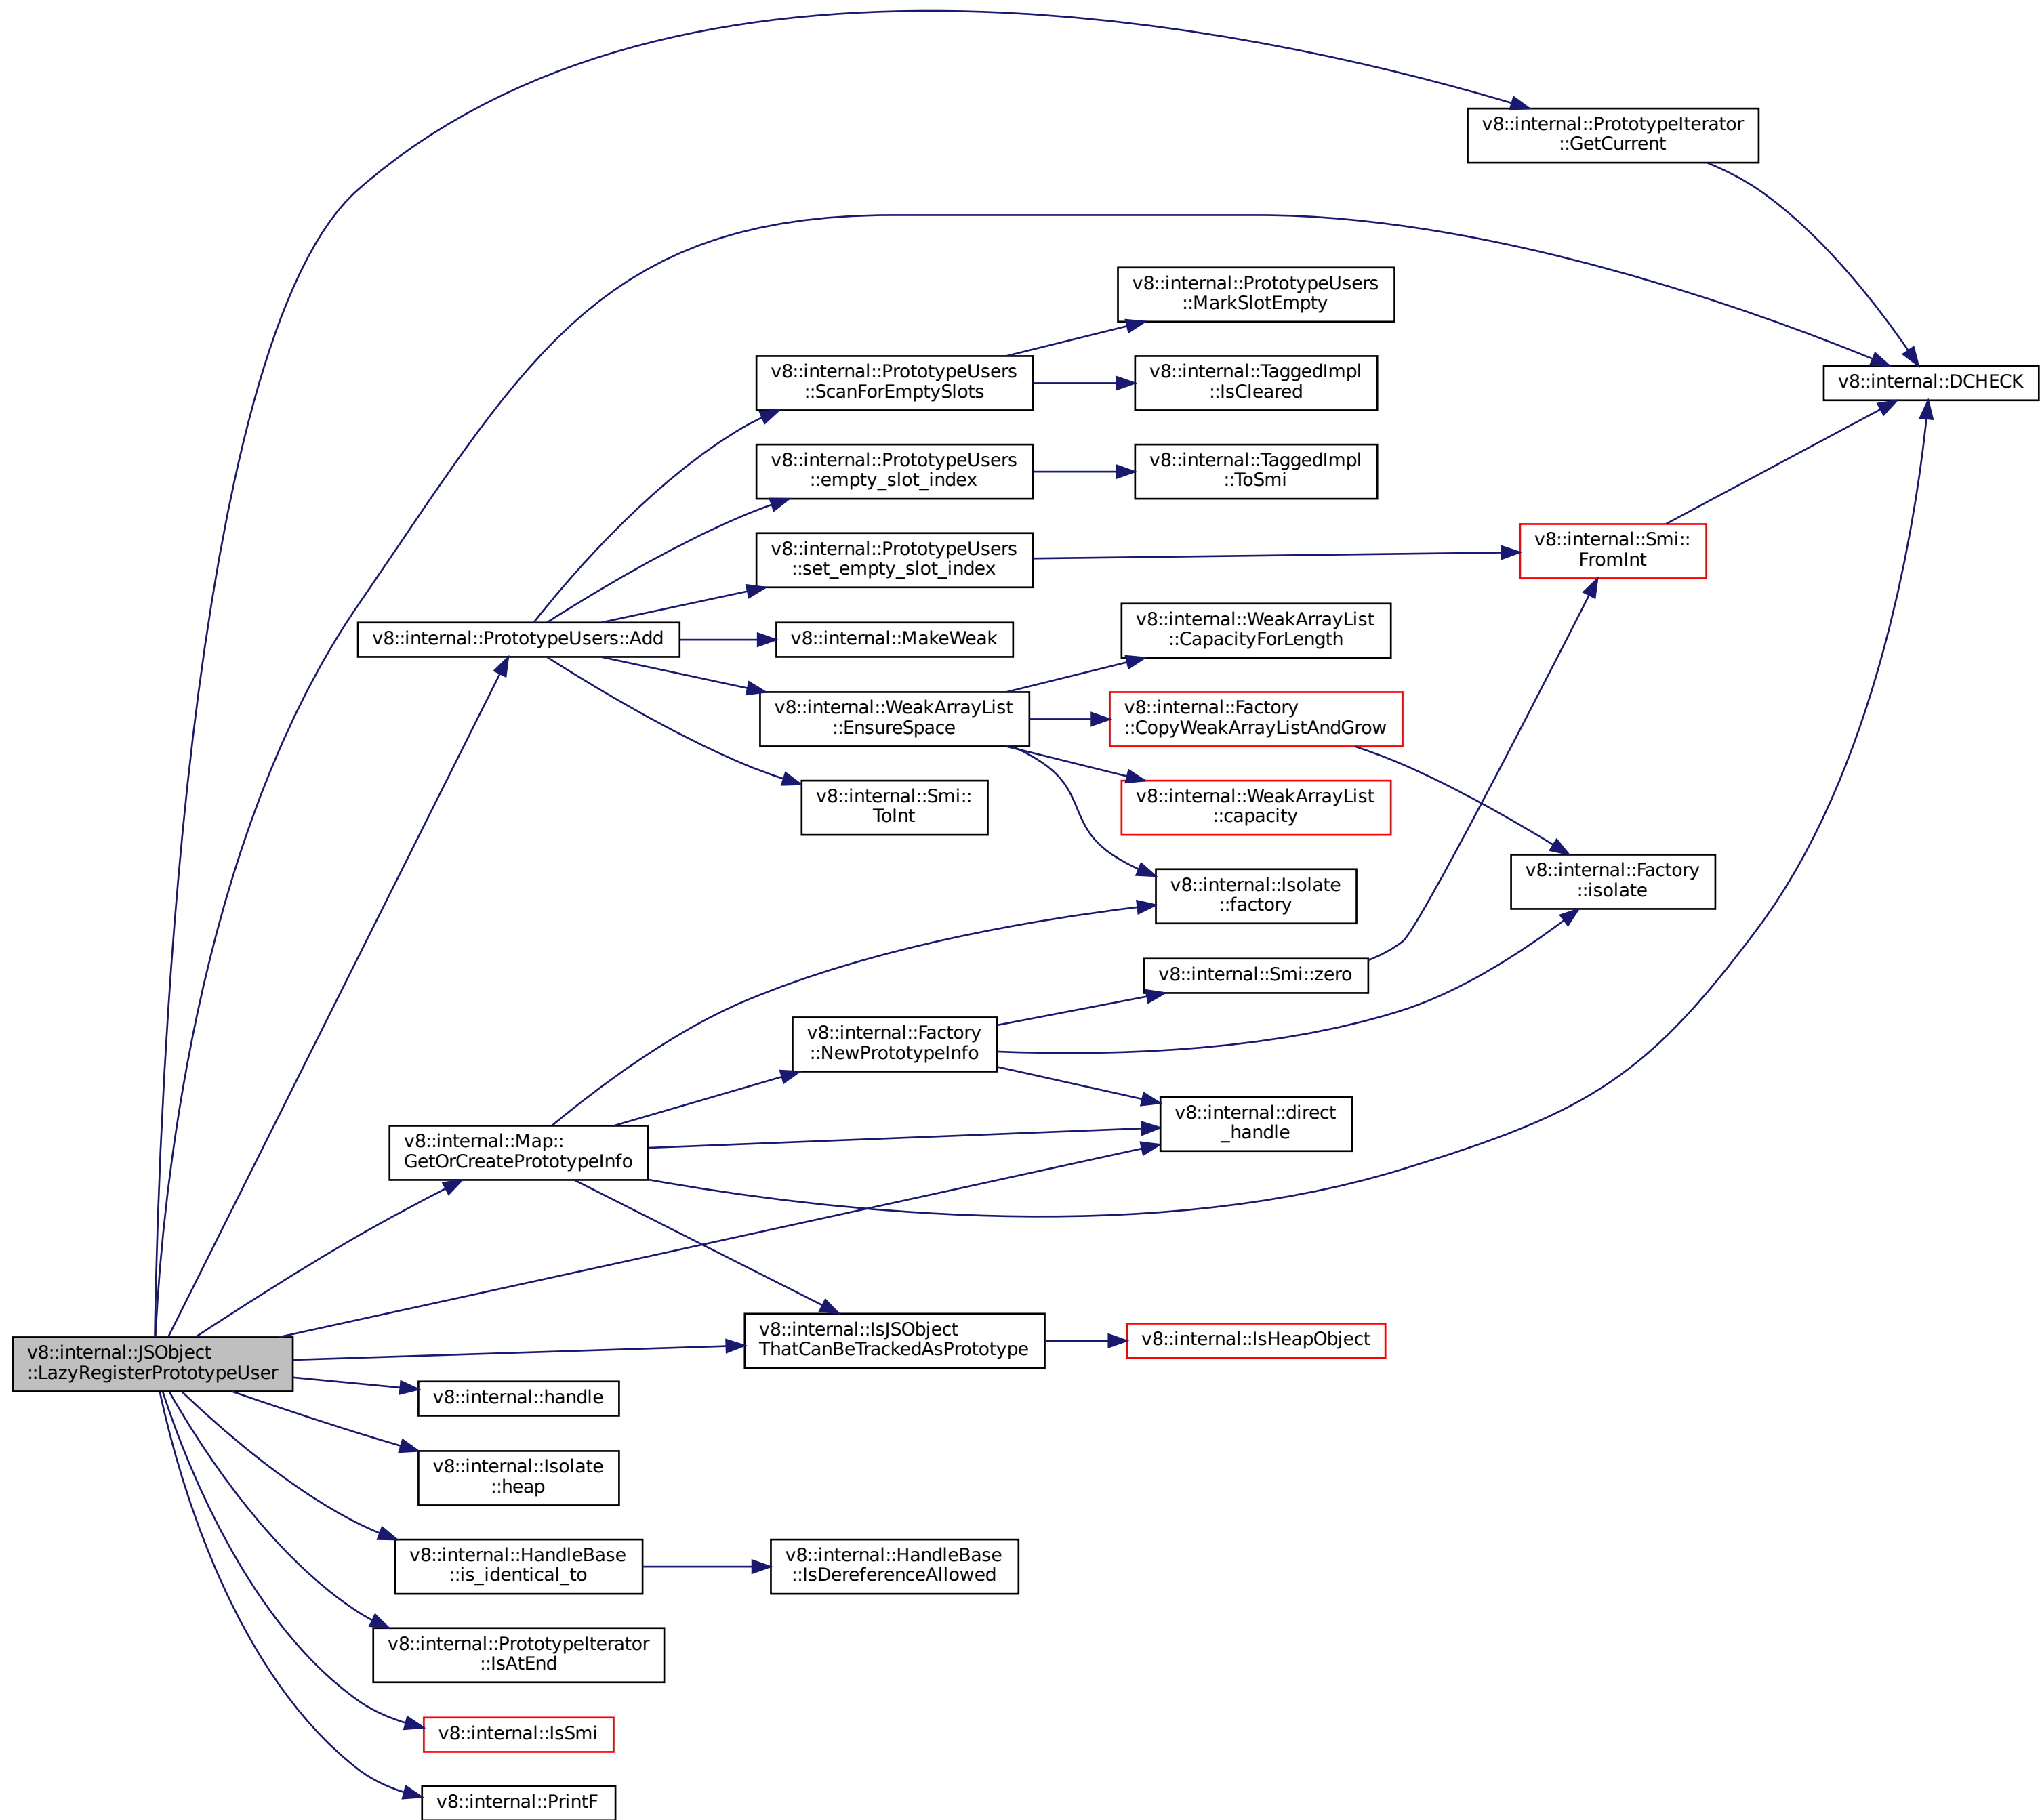 v8::internal::PrototypeIterator
::GetCurrent
v8::internal::PrototypeUsers
::MarkSlotEmpty
v8::internal::PrototypeUsers
::ScanForEmptySlots
v8::internal::TaggedImpl
::IsCleared
v8::internal::DCHECK
v8::internal::PrototypeUsers
::empty_slot_index
v8::internal::TaggedImpl
::ToSmi
v8::internal::PrototypeUsers
::set_empty_slot_index
v8::internal::Smi::
FromInt
v8::internal::PrototypeUsers::Add
v8::internal::MakeWeak
v8::internal::WeakArrayList
::CapacityForLength
v8::internal::WeakArrayList
::EnsureSpace
v8::internal::Factory
::CopyWeakArrayListAndGrow
v8::internal::Smi::
ToInt
v8::internal::WeakArrayList
::capacity
v8::internal::Isolate
::factory
v8::internal::Factory
::isolate
v8::internal::Smi::zero
v8::internal::Factory
::NewPrototypeInfo
v8::internal::direct
_handle
v8::internal::Map::
GetOrCreatePrototypeInfo
v8::internal::JSObject
::LazyRegisterPrototypeUser
v8::internal::IsJSObject
ThatCanBeTrackedAsPrototype
v8::internal::IsHeapObject
v8::internal::handle
v8::internal::Isolate
::heap
v8::internal::HandleBase
::is_identical_to
v8::internal::HandleBase
::IsDereferenceAllowed
v8::internal::PrototypeIterator
::IsAtEnd
v8::internal::IsSmi
v8::internal::PrintF